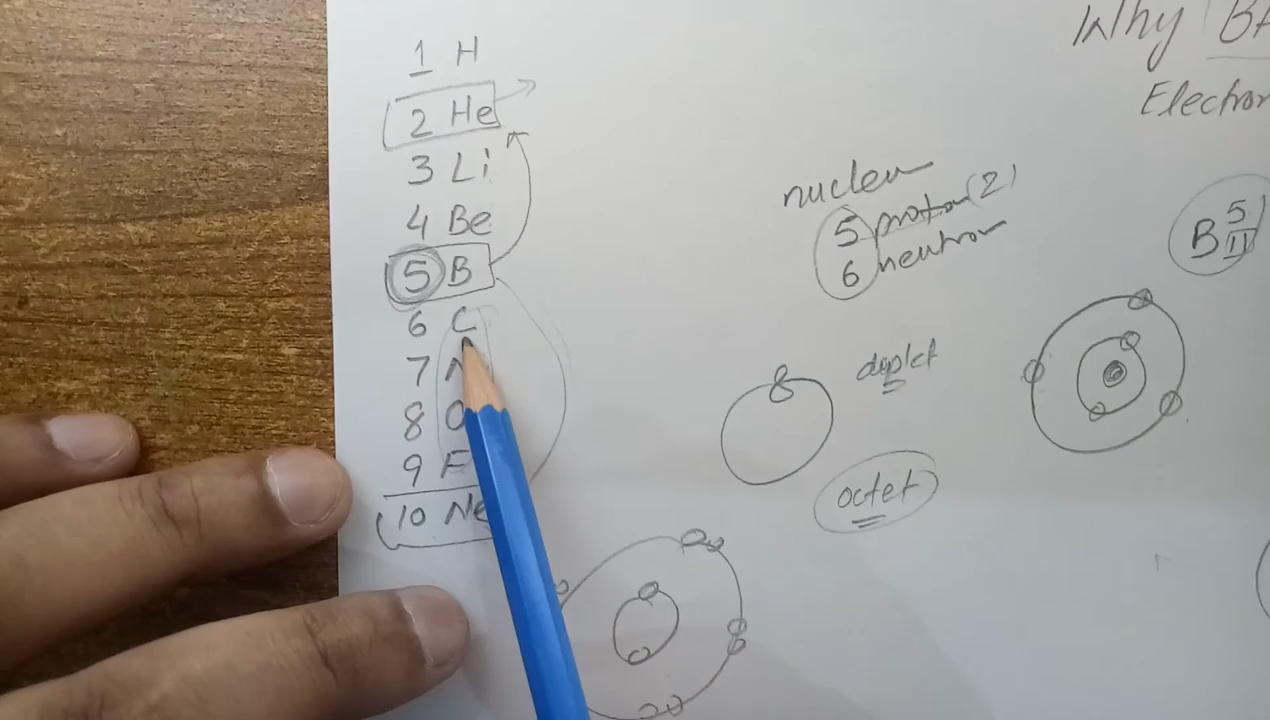 1 H
2 He
3 Li
4 Be
5 B
6 C
7 N
8 O
9 F
10 Ne
Why
Electron
nucleu
5 proton (2)
6 neutron
B 5
11
duplet
octet